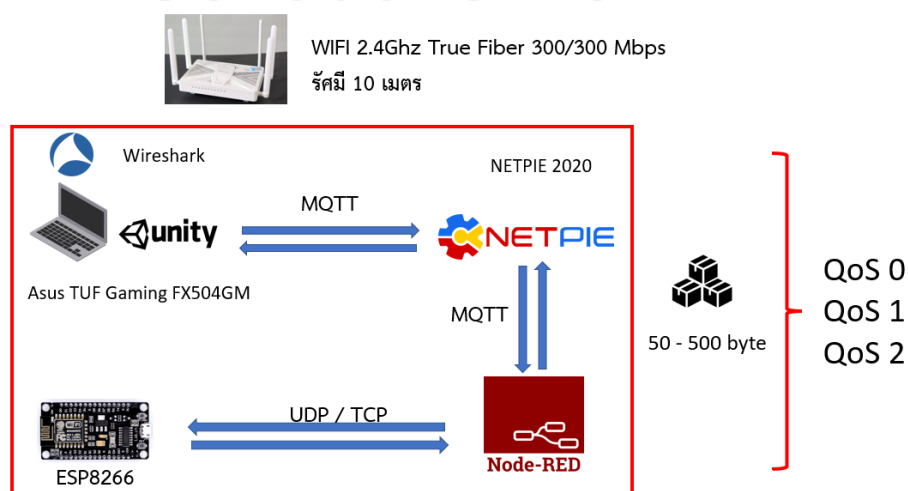 WIFI 2.4Ghz True Fiber 300/300 Mbps
รัศมี 10 เมตร
Wireshark
NETPIE 2020
MQTT
unity
NETPIE
Asus TUF Gaming FX504GM
MQTT
50 - 500 byte
QoS 0
QoS 1
QoS 2
UDP / TCP
Node-RED
ESP8266